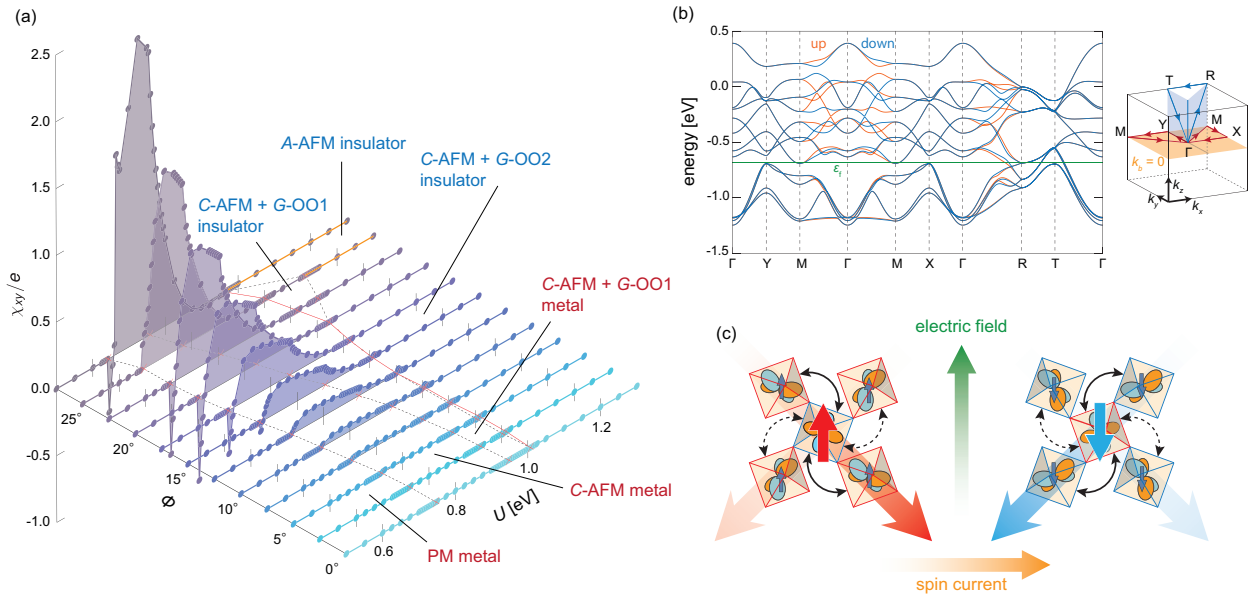 (a)
2.5
2.0
1.5
1.0
0.5
0.0
-0.5
-1.0
χxy/e
25°
20°
15°
10°
5°
0°
Φ
0.6
0.8
1.0
1.2
U [eV]
A-AFM insulator
C-AFM + G-OO2
insulator
C-AFM + G-OO1
insulator
C-AFM + G-OO1
metal
C-AFM metal
PM metal
(b)
0.5
0.0
-0.5
-1.0
-1.5
energy [eV]
up
down
εf
Γ Y M Γ M X Γ R T Γ
T R
M Y M X
Γ
kb = 0
kz
ky kx
(c)
electric field
spin current